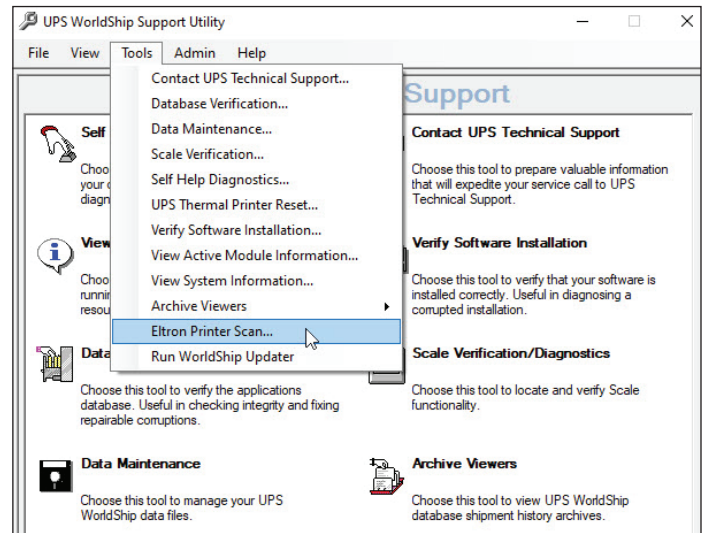 UPS WorldShip Support Utility
File View Tools Admin Help
Contact UPS Technical Support...
Database Verification...
Data Maintenance...
Scale Verification...
Self Help Diagnostics...
UPS Thermal Printer Reset...
Verify Software Installation...
View Active Module Information...
View System Information...
Archive Viewers
Eltron Printer Scan...
Run WorldShip Updater
Support
Self
Contact UPS Technical Support
Choose this tool to prepare valuable information
that will expedite your service call to UPS
Technical Support.
View
Verify Software Installation
Choose this tool to verify that your software is
installed correctly. Useful in diagnosing a
corrupted installation.
Data
Choose this tool to verify the applications
database. Useful in checking integrity and fixing
repairable corruptions.
Scale Verification/Diagnostics
Choose this tool to locate and verify Scale
functionality.
Data Maintenance
Choose this tool to manage your UPS
WorldShip data files.
Archive Viewers
Choose this tool to view UPS WorldShip
database shipment history archives.